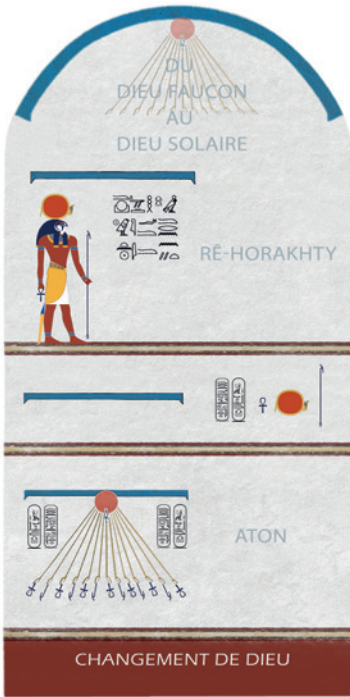 DU
DIEU FAUCON
AU
DIEU SOLAIRE
RÊ-HORAKHTY
ATON
CHANGEMENT DE DIEU